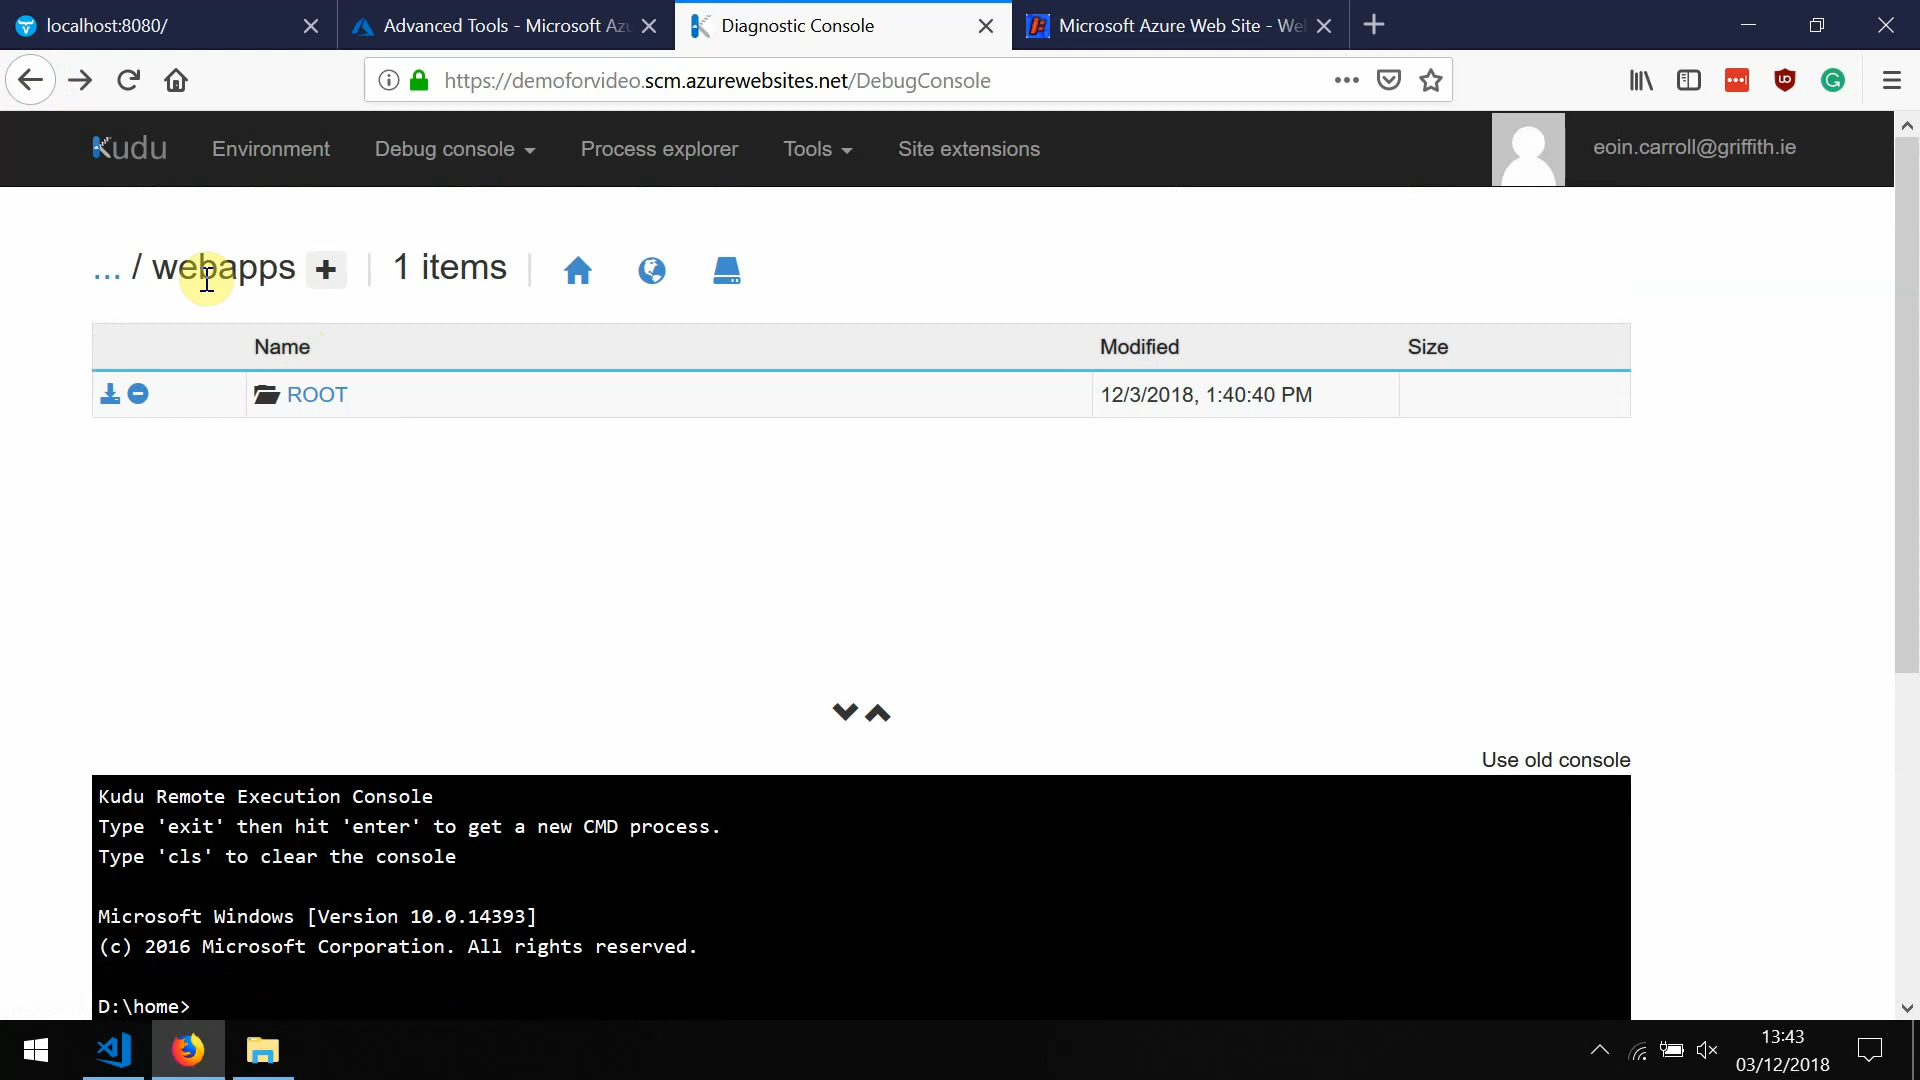 localhost:8080/
Advanced Tools - Microsoft Az
Diagnostic Console
Microsoft Azure Web Site - We
https://demoforvideo.scm.azurewebsites.net/DebugConsole
Kudu
Environment
Debug console
Process explorer
Tools
Site extensions
eoin.carroll@griffith.ie
... / webapps + | 1 items |
Name Modified Size
ROOT 12/3/2018, 1:40:40 PM
Use old console
Kudu Remote Execution Console
Type 'exit' then hit 'enter' to get a new CMD process.
Type 'cls' to clear the console
Microsoft Windows [Version 10.0.14393]
(c) 2016 Microsoft Corporation. All rights reserved.
D:\home>
13:43
03/12/2018